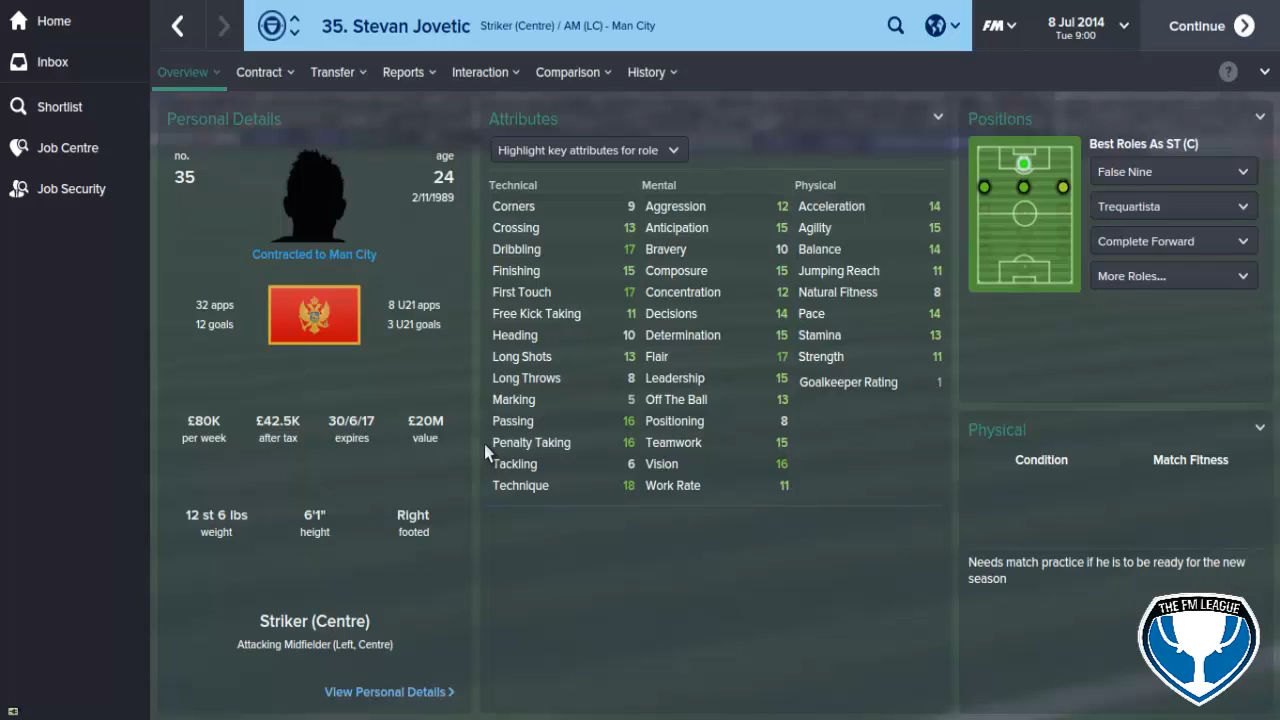 Home
Inbox
Shortlist
Job Centre
Job Security
35. Stevan Jovetic Striker (Centre) / AM (LC) - Man City
FM
8 Jul 2014
Tue 9:00
Continue
Overview Contract Transfer Reports Interaction Comparison History
?
Personal Details
no.
35
age
24
2/11/1989
Contracted to Man City
32 apps
12 goals
8 U21 apps
3 U21 goals
£80K
per week
£42.5K
after tax
30/6/17
expires
£20M
value
12 st 6 lbs
weight
6'1"
height
Right
footed
Striker (Centre)
Attacking Midfielder (Left, Centre)
View Personal Details
Attributes
Highlight key attributes for role
Technical
Corners 9
Crossing 13
Dribbling 17
Finishing 15
First Touch 17
Free Kick Taking 11
Heading 10
Long Shots 13
Long Throws 8
Marking 5
Passing 16
Penalty Taking 16
Tackling 6
Technique 18
Mental
Aggression 12
Anticipation 15
Bravery 10
Composure 15
Concentration 12
Decisions 14
Determination 15
Flair 17
Leadership 15
Off The Ball 13
Positioning 8
Teamwork 15
Vision 16
Work Rate 11
Physical
Acceleration 14
Agility 15
Balance 14
Jumping Reach 11
Natural Fitness 8
Pace 14
Stamina 13
Strength 11
Goalkeeper Rating 1
Positions
Best Roles As ST (C)
False Nine
Trequartista
Complete Forward
More Roles...
Physical
Condition Match Fitness
Needs match practice if he is to be ready for the new
season
THE FM LEAGUE